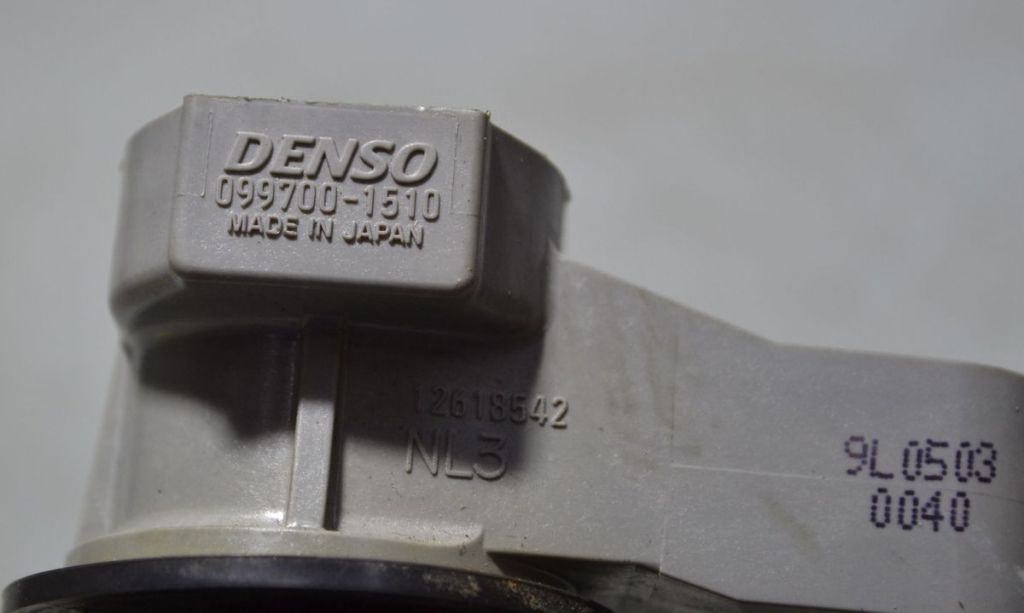 DENSO
099700-1510
MADE IN JAPAN
12618542
NL3
9L0503
0040